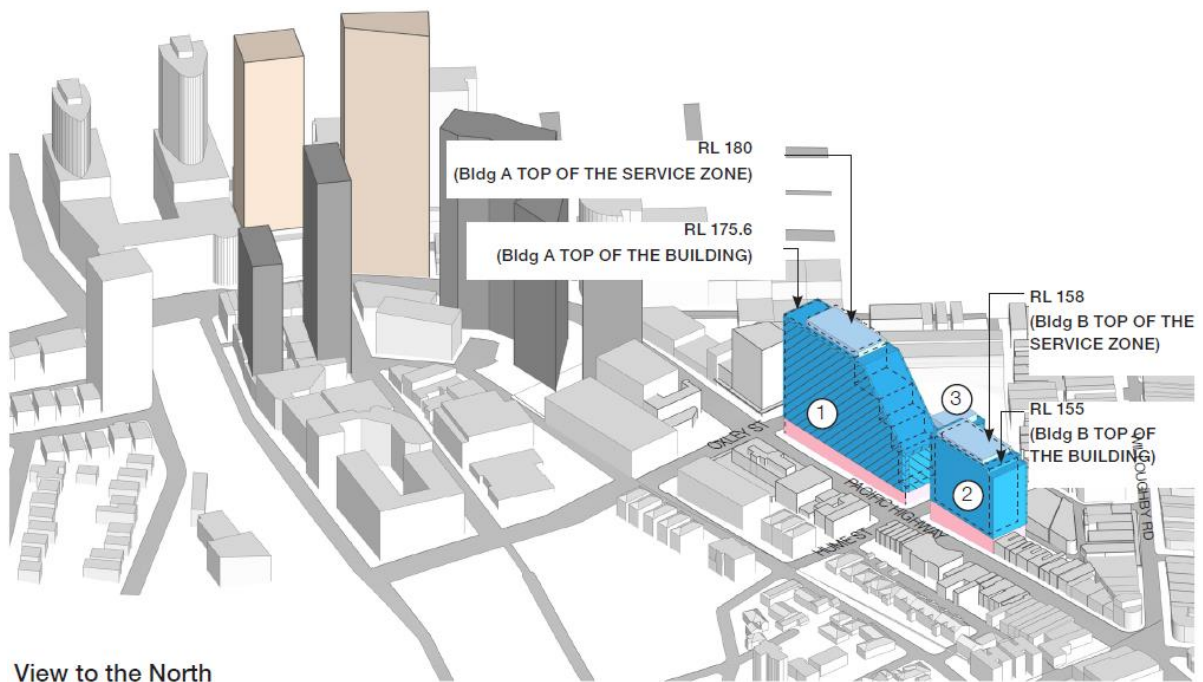 RL 180
(Bldg A TOP OF THE SERVICE ZONE)
RL 175.6
(Bldg A TOP OF THE BUILDING)
RL 158
(Bldg B TOP OF THE
SERVICE ZONE)
3
RL 155
(Bldg B TOP OF
THE BUILDING)
1
OXLEY ST
2
PACIFIC HIGHWAY
HUME ST
WILLOUGHBY RD
View to the North